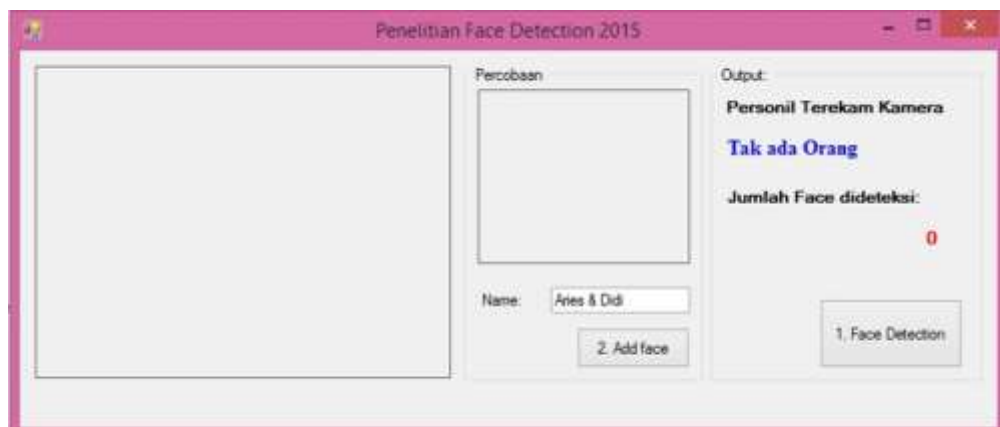 Penelitian Face Detection 2015
Percobaan
Name:
Aries & Didi
2. Add face
Output:
Personil Terekam Kamera
Tak ada Orang
Jumlah Face dideteksi:
0
1. Face Detection